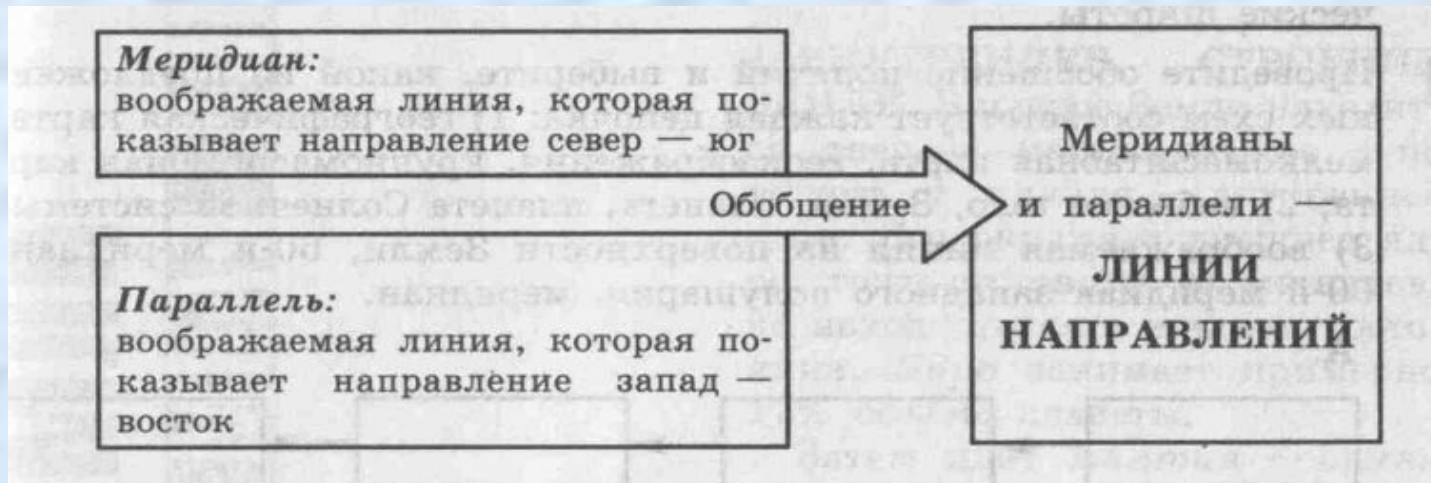 Меридиан:
воображаемая линия, которая по-
казывает направление север — юг
Обобщение
Параллель:
воображаемая линия, которая по-
казывает направление запад —
восток
Меридианы
и параллели —
ЛИНИИ
НАПРАВЛЕНИЙ